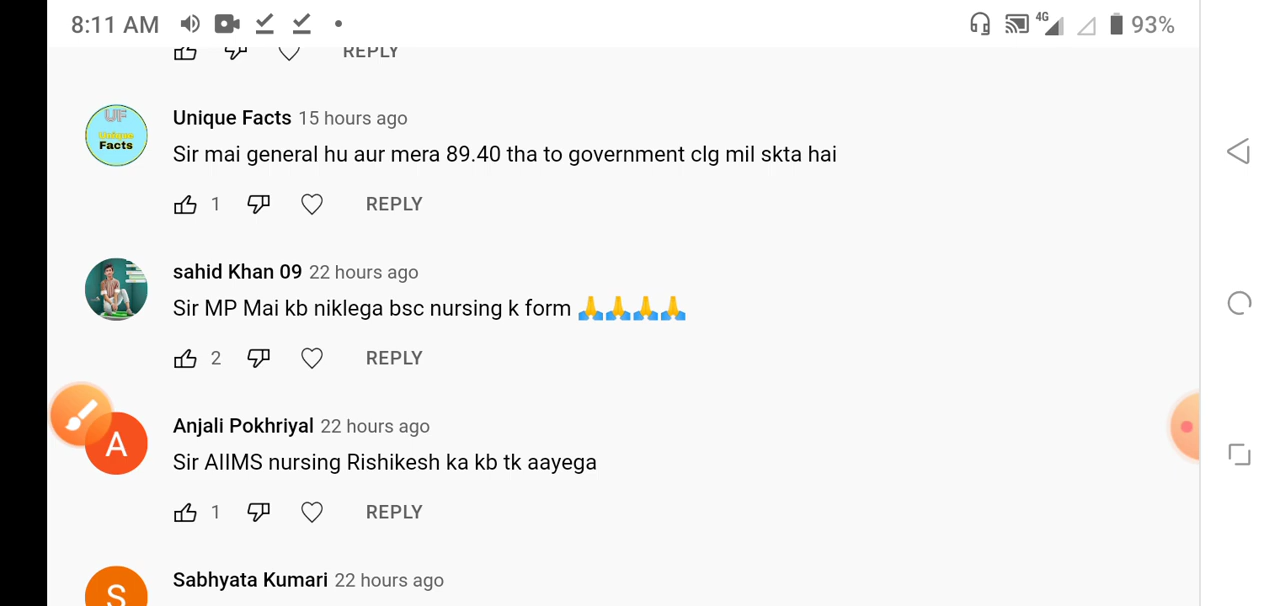 8:11 AM 4G 93%
REPLY
UF Unique Facts
Unique Facts 15 hours ago
Sir mai general hu aur mera 89.40 tha to government clg mil skta hai
1 REPLY
sahid Khan 09 22 hours ago
Sir MP Mai kb niklega bsc nursing k form 🙏🙏🙏🙏
2 REPLY
A
Anjali Pokhriyal 22 hours ago
Sir AIIMS nursing Rishikesh ka kb tk aayega
1 REPLY
S
Sabhyata Kumari 22 hours ago